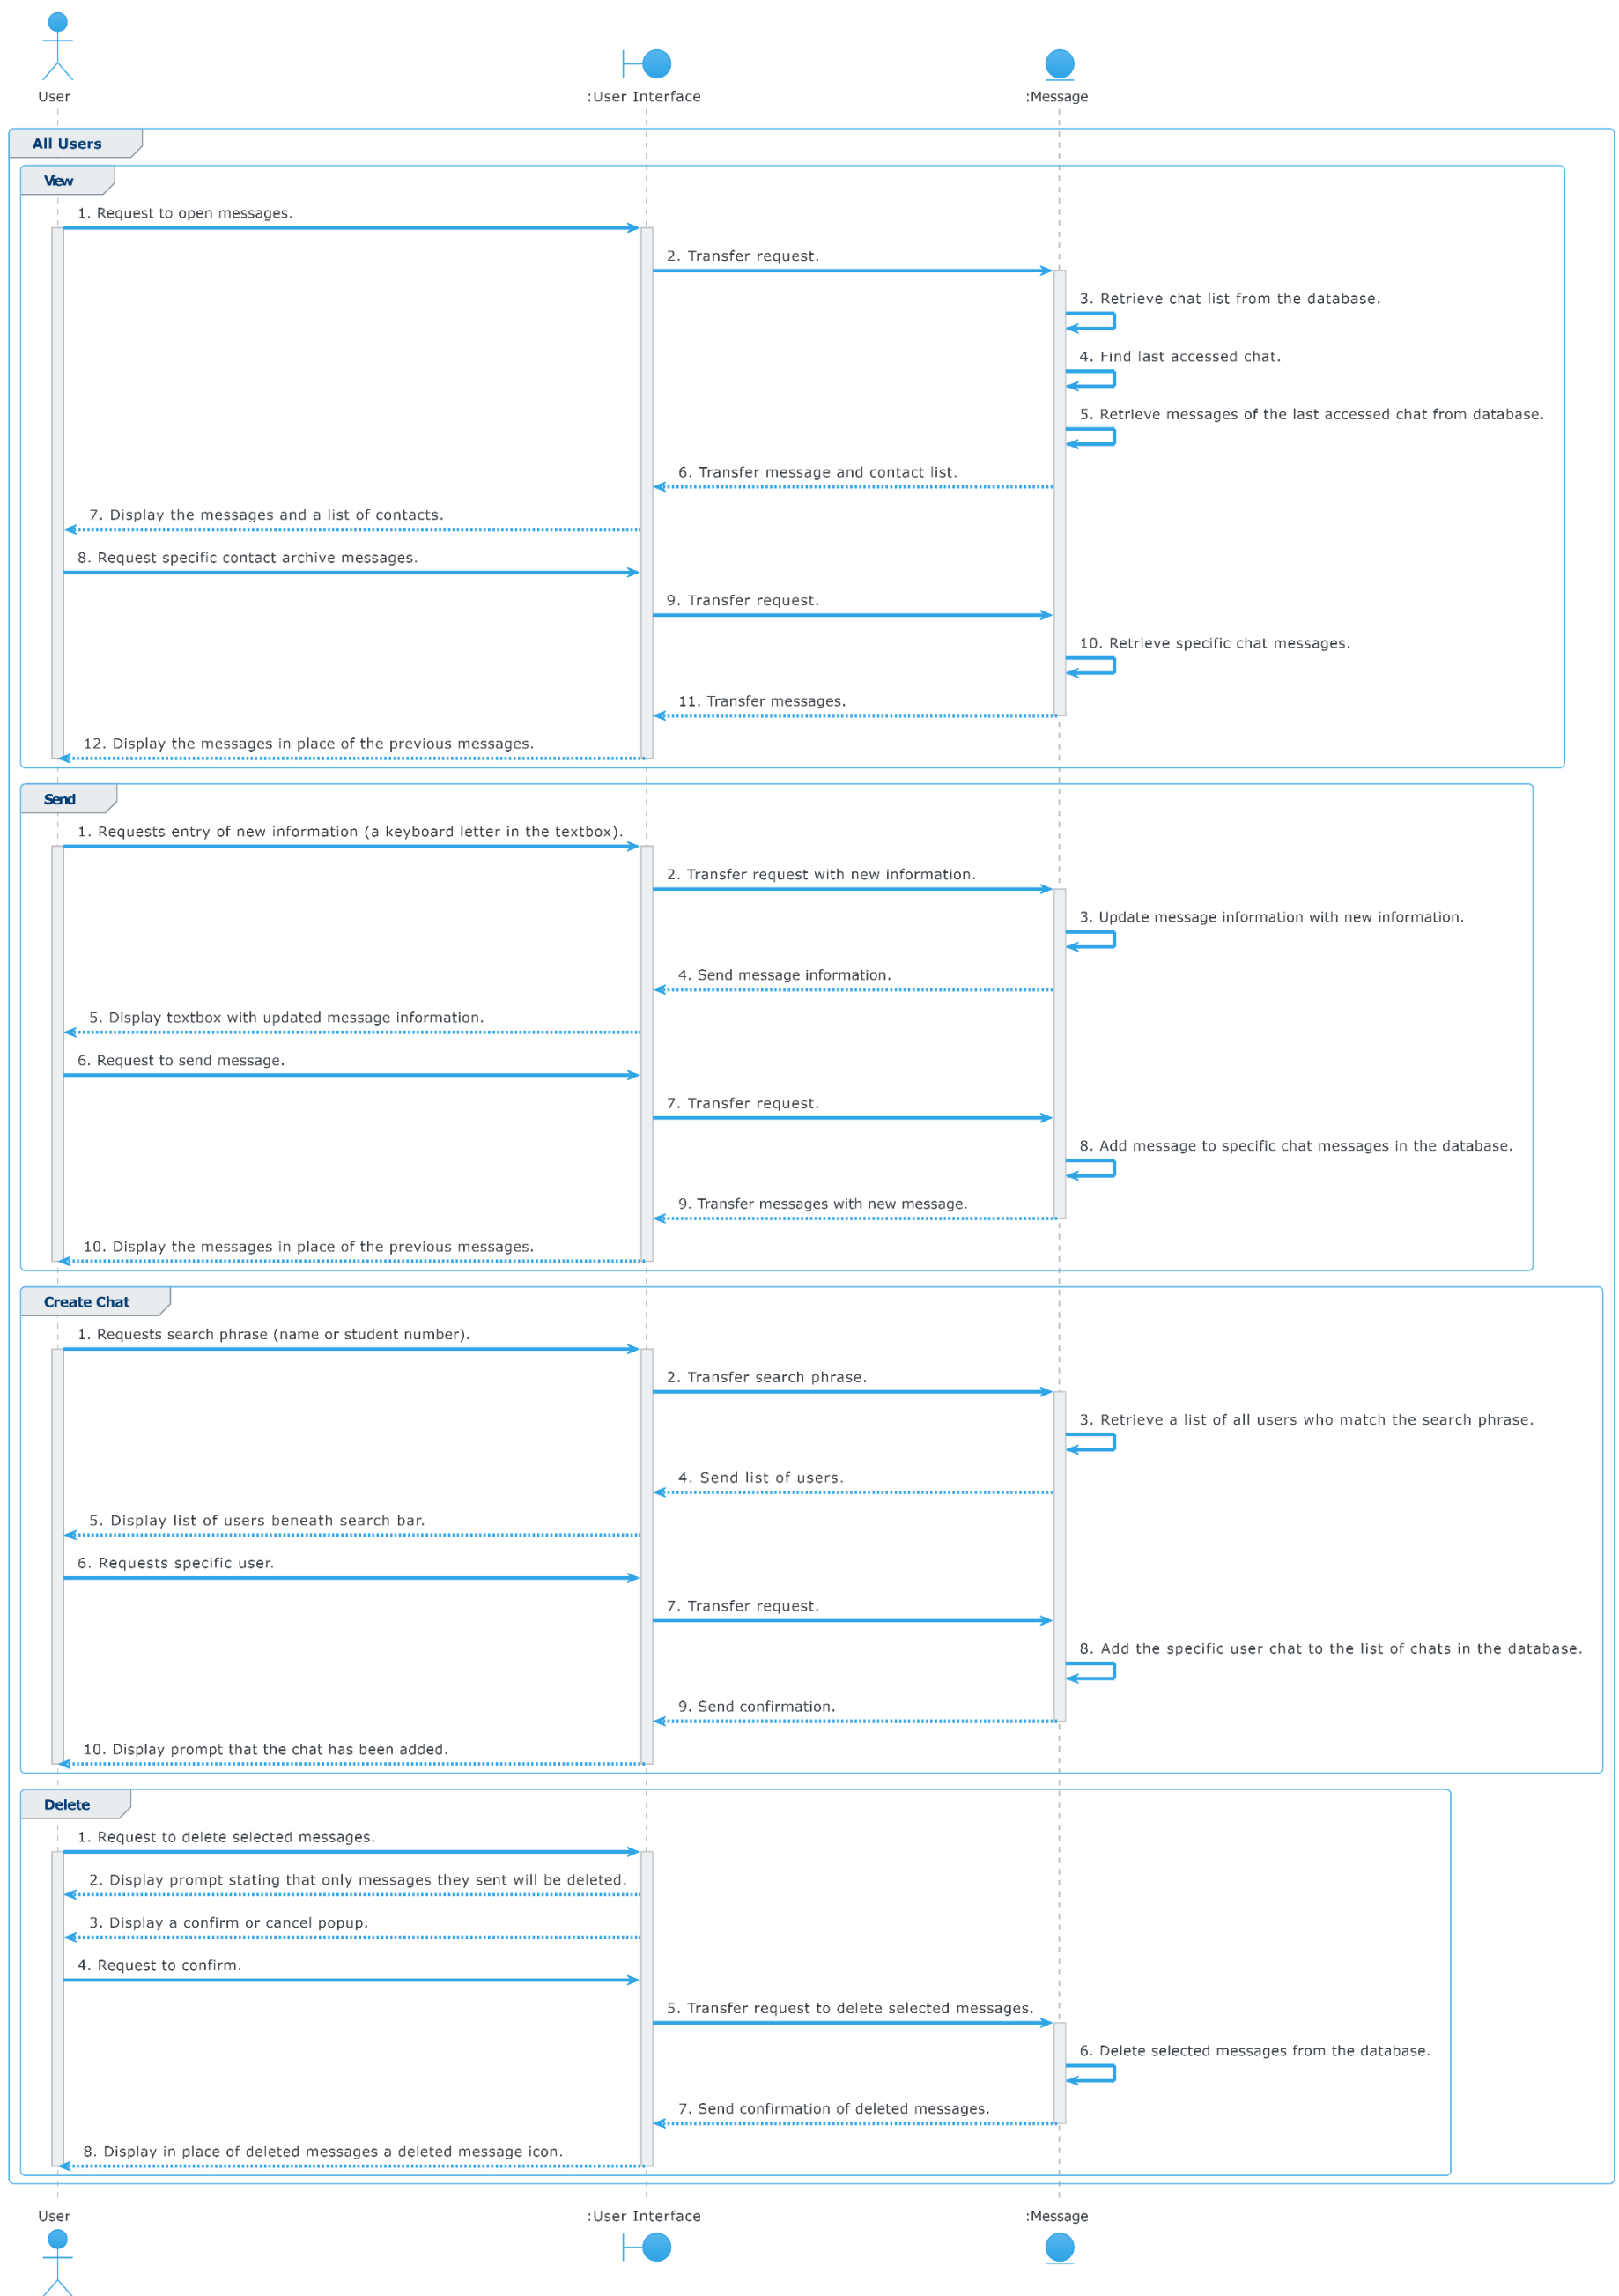 User
:User Interface
:Message
All Users
View
1. Request to open messages.
2. Transfer request.
3. Retrieve chat list from the database.
4. Find last accessed chat.
5. Retrieve messages of the last accessed chat from database.
6. Transfer message and contact list.
7. Display the messages and a list of contacts.
8. Request specific contact archive messages.
9. Transfer request.
10. Retrieve specific chat messages.
11. Transfer messages.
12. Display the messages in place of the previous messages.
Send
1. Requests entry of new information (a keyboard letter in the textbox).
2. Transfer request with new information.
3. Update message information with new information.
4. Send message information.
5. Display textbox with updated message information.
6. Request to send message.
7. Transfer request.
8. Add message to specific chat messages in the database.
9. Transfer messages with new message.
10. Display the messages in place of the previous messages.
Create Chat
1. Requests search phrase (name or student number).
2. Transfer search phrase.
3. Retrieve a list of all users who match the search phrase.
4. Send list of users.
5. Display list of users beneath search bar.
6. Requests specific user.
7. Transfer request.
8. Add the specific user chat to the list of chats in the database.
9. Send confirmation.
10. Display prompt that the chat has been added.
Delete
1. Request to delete selected messages.
2. Display prompt stating that only messages they sent will be deleted.
3. Display a confirm or cancel popup.
4. Request to confirm.
5. Transfer request to delete selected messages.
6. Delete selected messages from the database.
7. Send confirmation of deleted messages.
8. Display in place of deleted messages a deleted message icon.
User
:User Interface
:Message